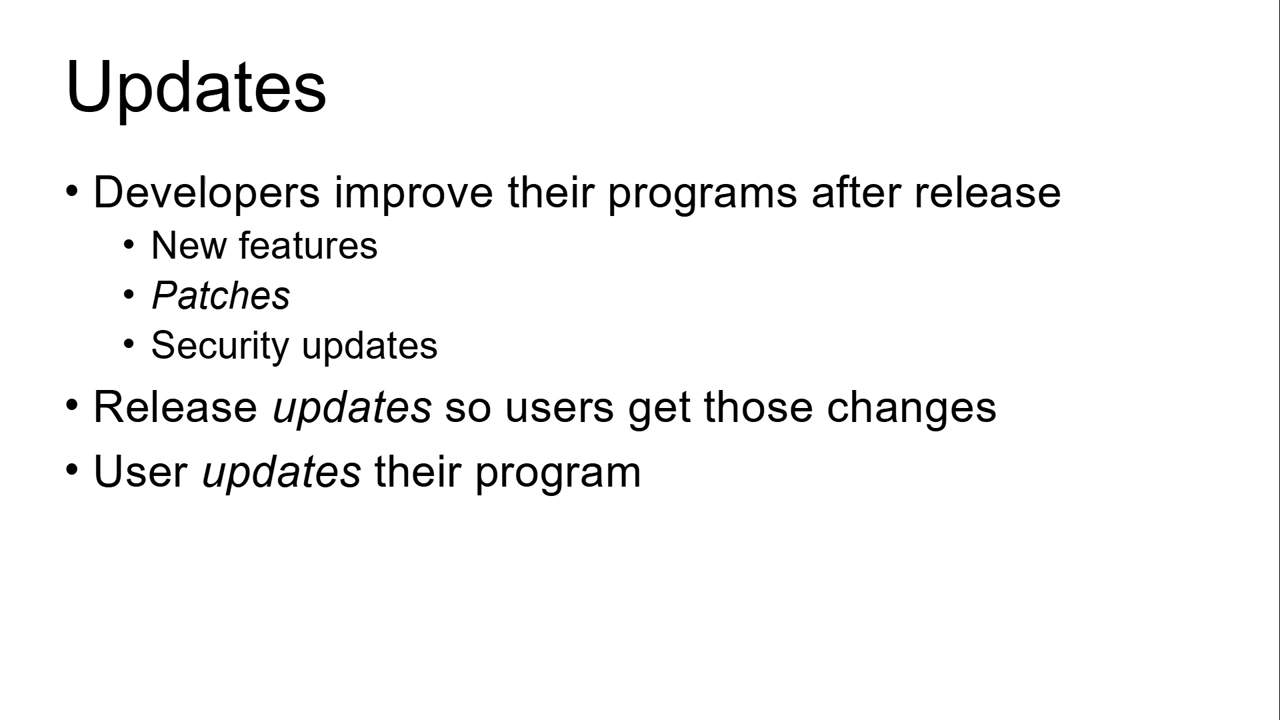 Updates
• Developers improve their programs after release
• New features
• Patches
• Security updates
• Release updates so users get those changes
• User updates their program